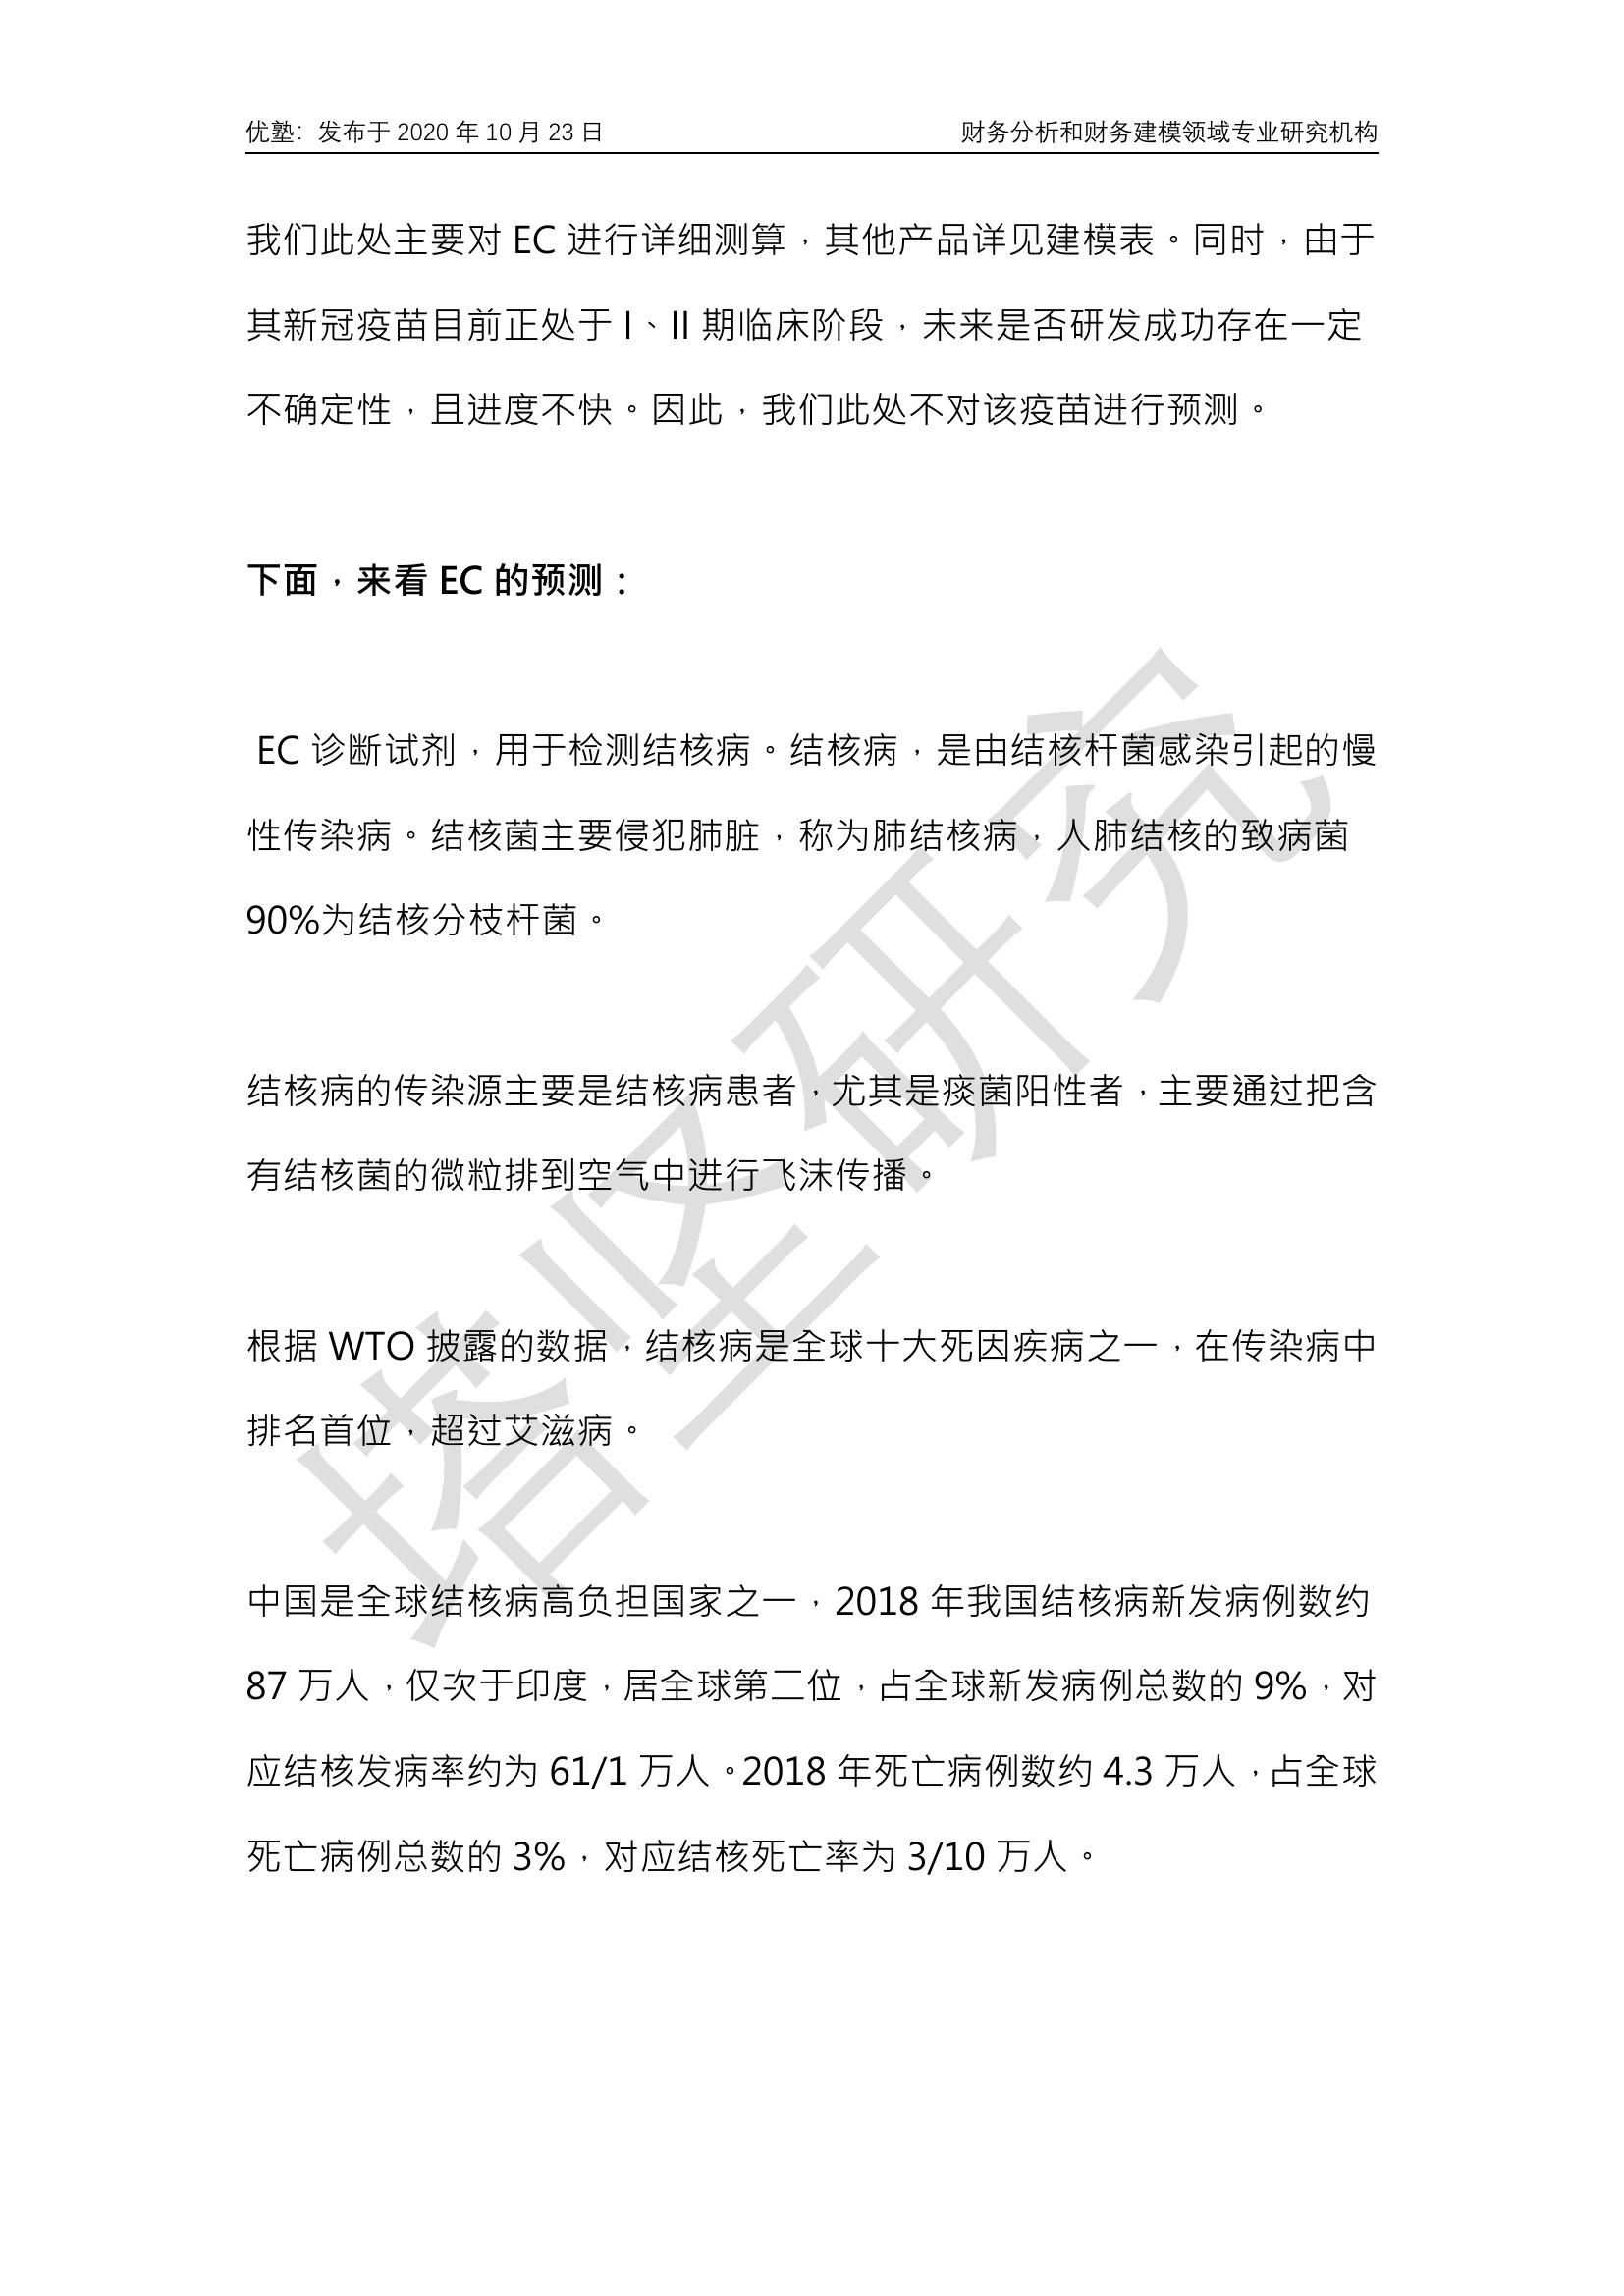 优塾：发布于 2020 年 10 月 23 日 财务分析和财务建模领域专业研究机构
我们此处主要对 EC 进行详细测算，其他产品详见建模表。同时，由于
其新冠疫苗目前正处于 I、II 期临床阶段，未来是否研发成功存在一定
不确定性，且进度不快。因此，我们此处不对该疫苗进行预测。
下面，来看 EC 的预测：
EC 诊断试剂，用于检测结核病。结核病，是由结核杆菌感染引起的慢
性传染病。结核菌主要侵犯肺脏，称为肺结核病，人肺结核的致病菌
90%为结核分枝杆菌。
结核病的传染源主要是结核病患者，尤其是痰菌阳性者，主要通过把含
有结核菌的微粒排到空气中进行飞沫传播。
根据 WTO 披露的数据，结核病是全球十大死因疾病之一，在传染病中
排名首位，超过艾滋病。
中国是全球结核病高负担国家之一，2018 年我国结核病新发病例数约
87 万人，仅次于印度，居全球第二位，占全球新发病例总数的 9%，对
应结核发病率约为 61/1 万人。2018 年死亡病例数约 4.3 万人，占全球
死亡病例总数的 3%，对应结核死亡率为 3/10 万人。
塔坚研究